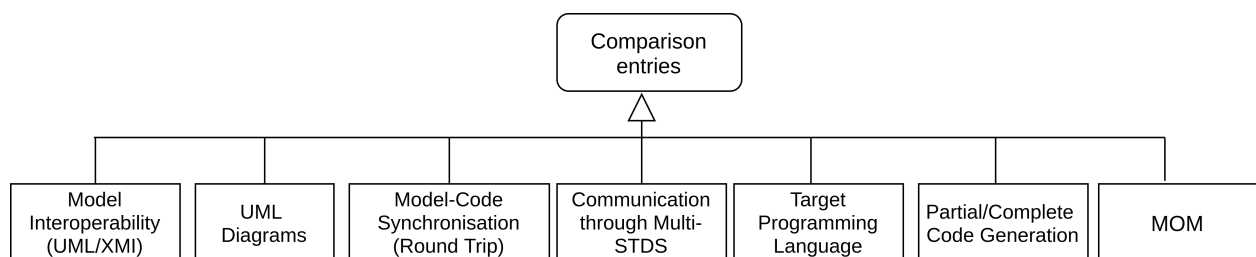 Comparison
entries
Model
Interoperability
(UML/XMI)
UML
Diagrams
Model-Code
Synchronisation
(Round Trip)
Communication
through Multi-
STDS
Target
Programming
Language
Partial/Complete
Code Generation
MOM